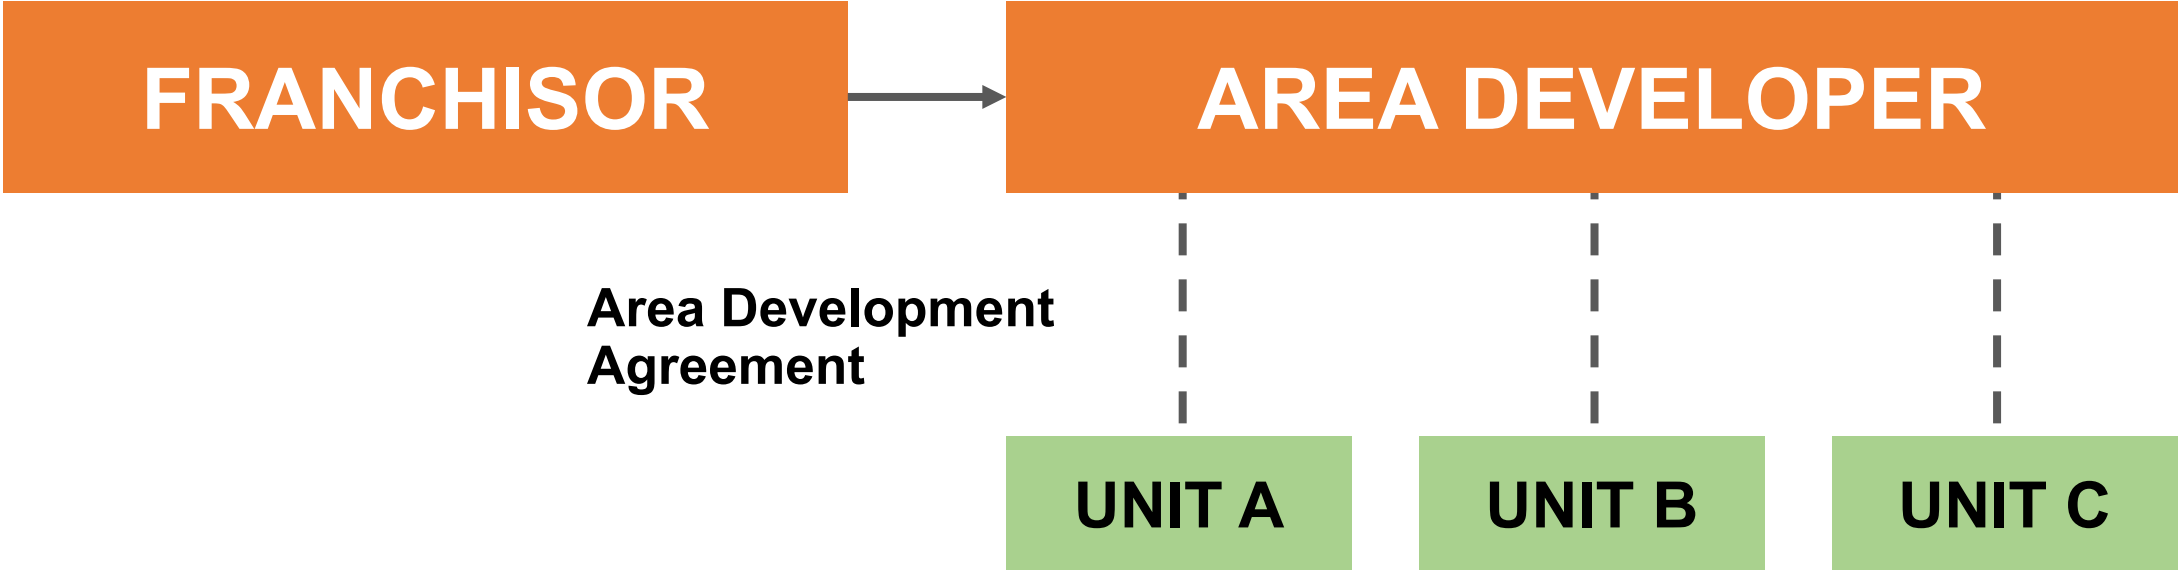 FRANCHISOR
AREA DEVELOPER
Area Development
Agreement
UNIT A
UNIT B
UNIT C